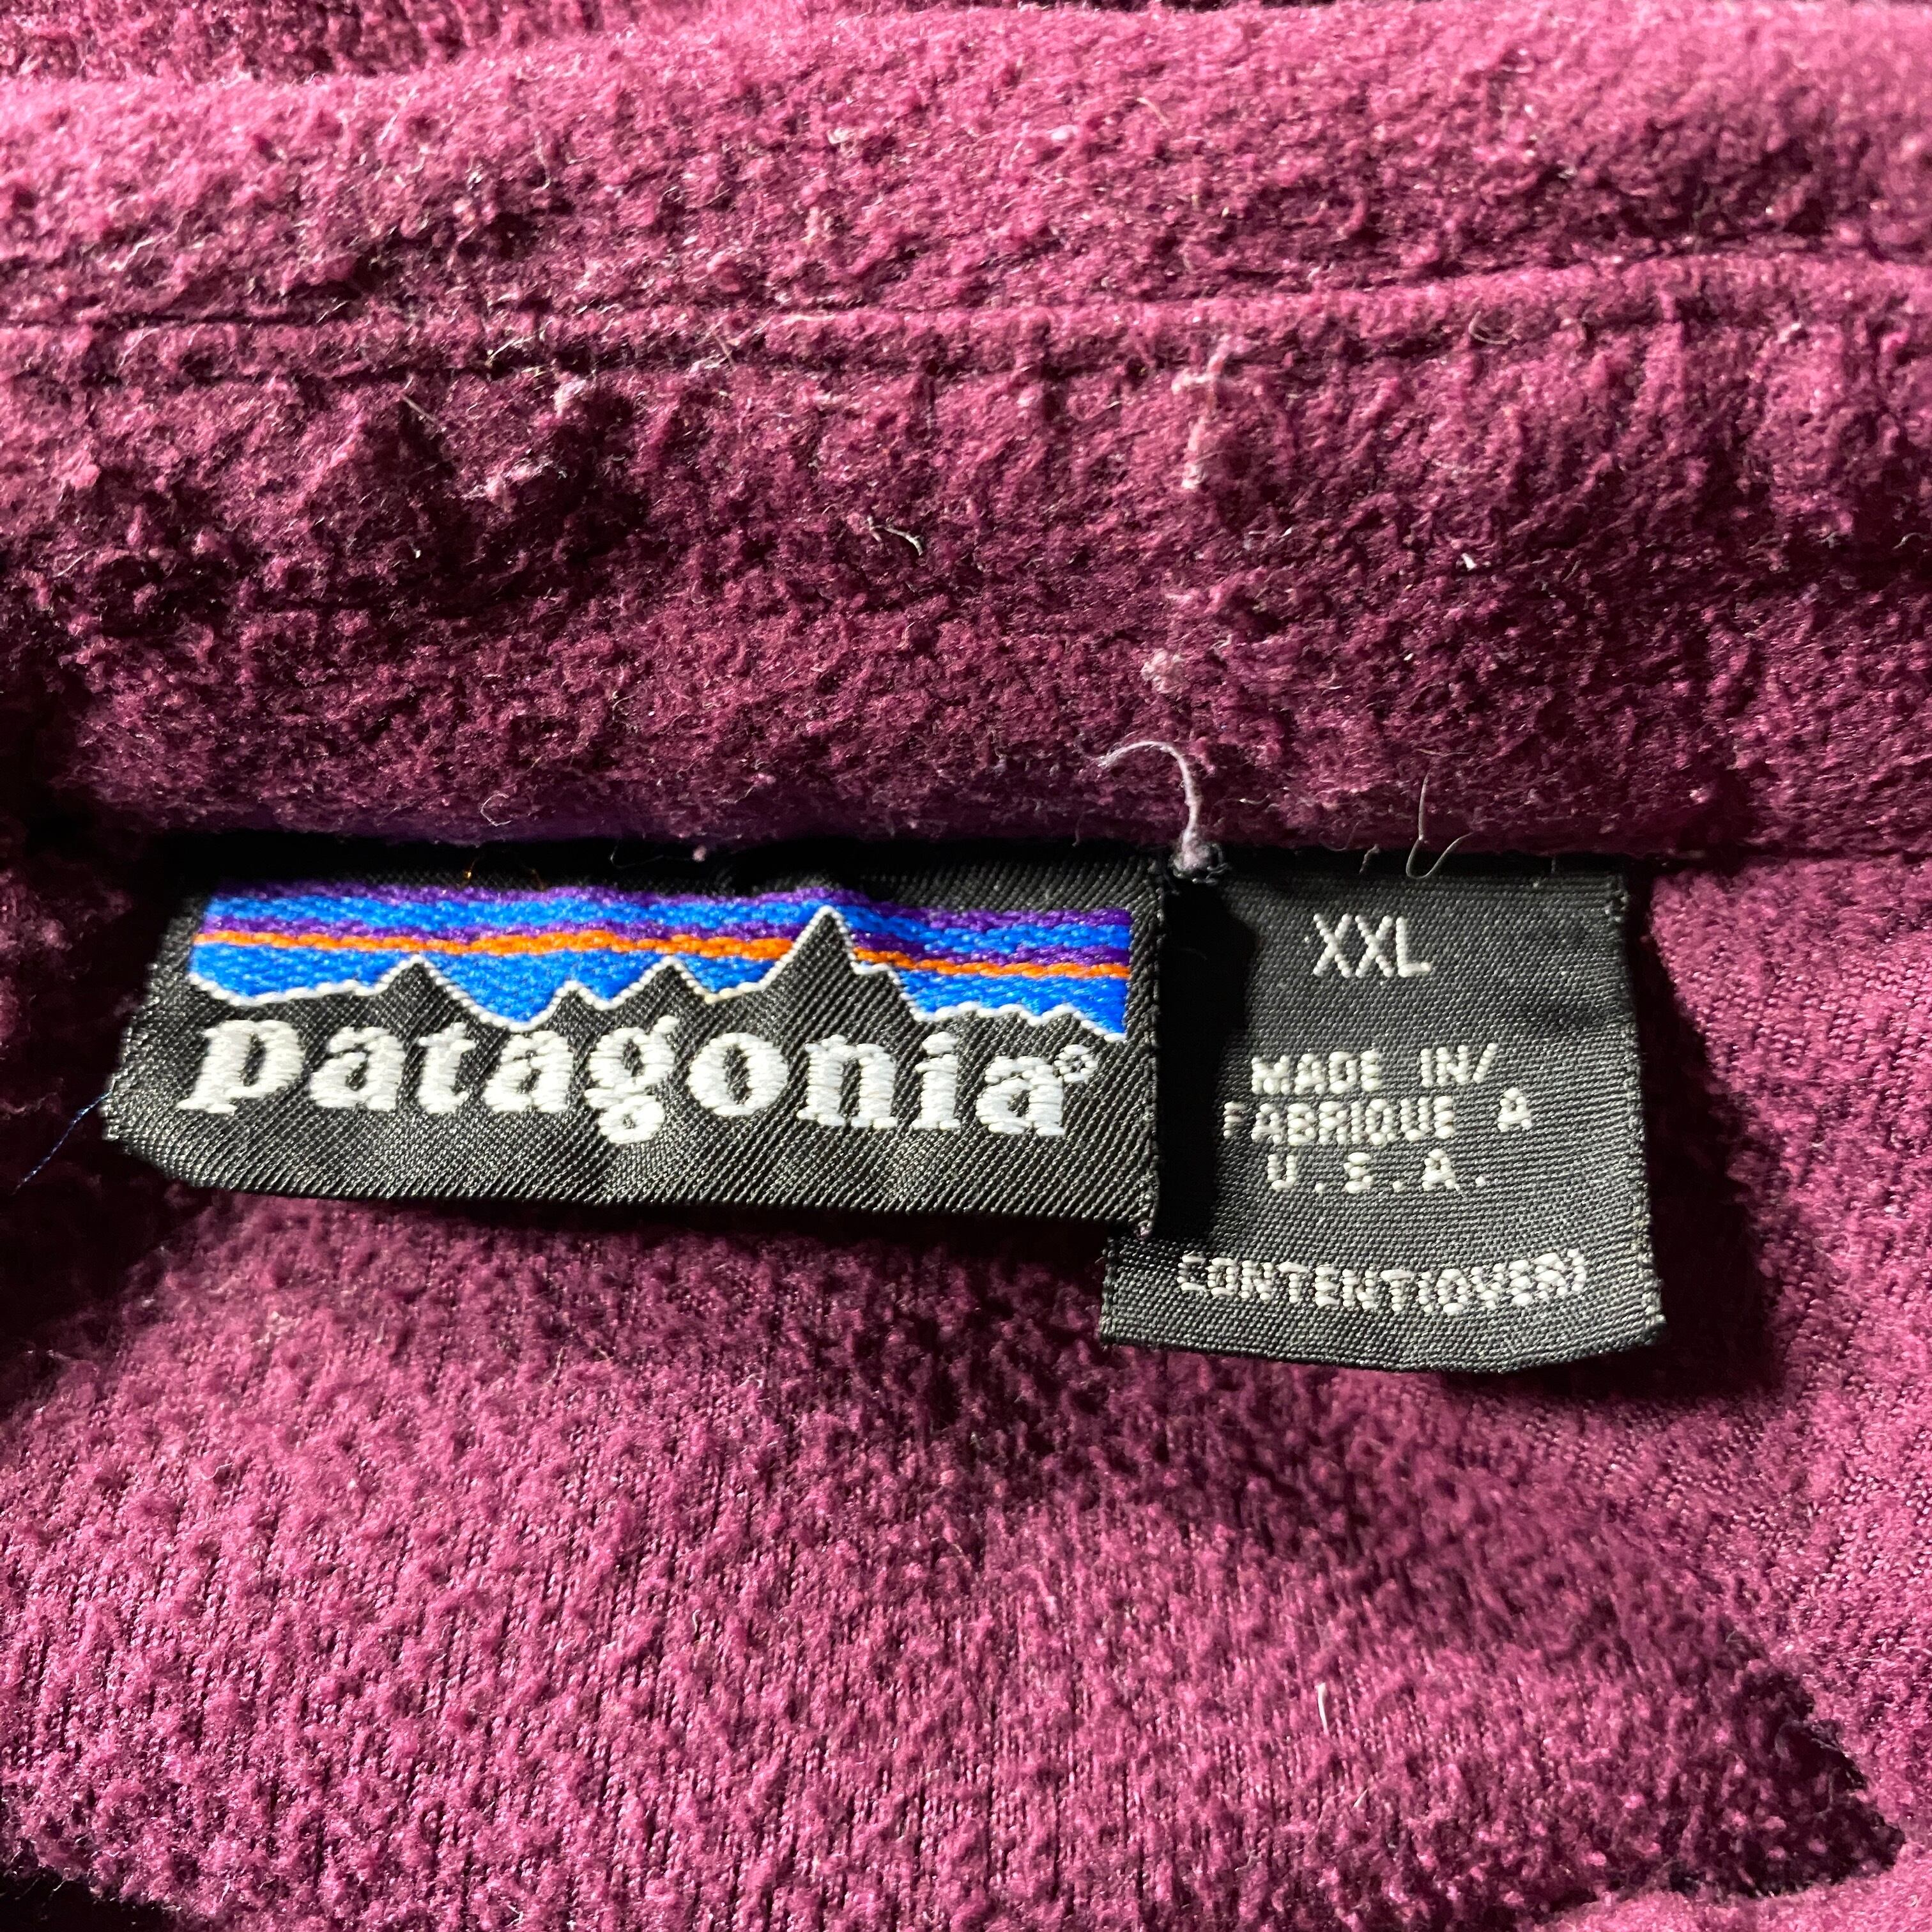 patagonia®
XXL
MADE IN/
FABRIQUE A
U.S.A.
CONTENT(OVER)